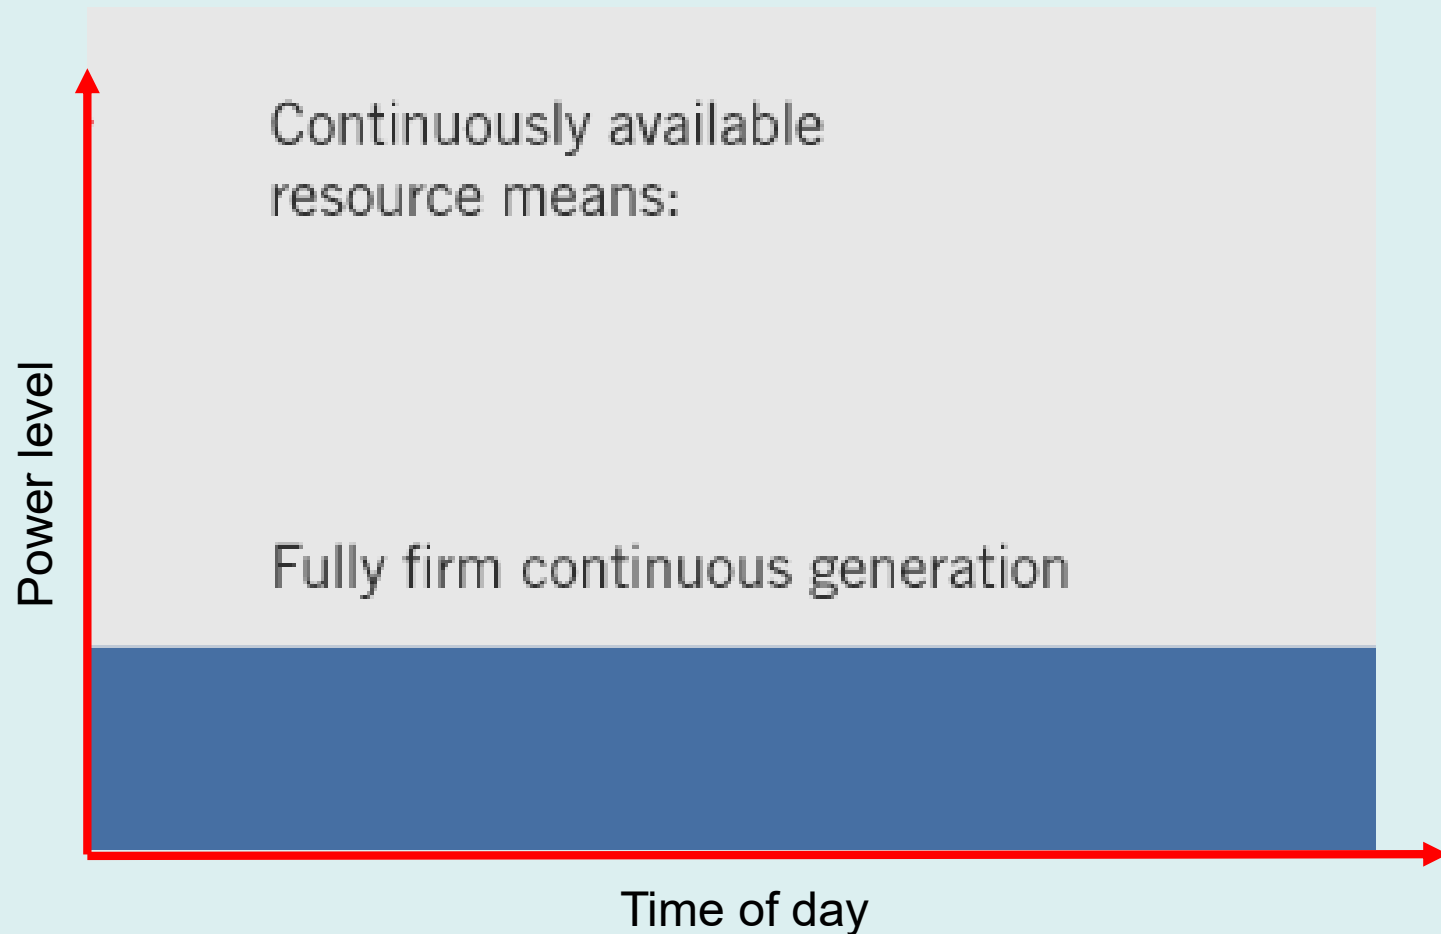 Continuously available
resource means:
Power level
Fully firm continuous generation
Time of day